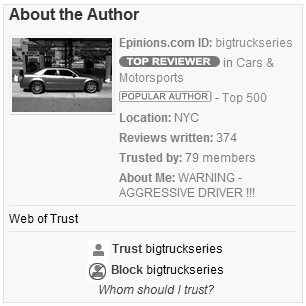 About the Author
Epinions.com ID: bigtruckseries
TOP REVIEWER in Cars &
Motorsports
POPULAR AUTHOR - Top 500
Location: NYC
Reviews written: 374
Trusted by: 79 members
About Me: WARNING -
AGGRESSIVE DRIVER !!!
Web of Trust
Trust bigtruckseries
Block bigtruckseries
Whom should I trust?